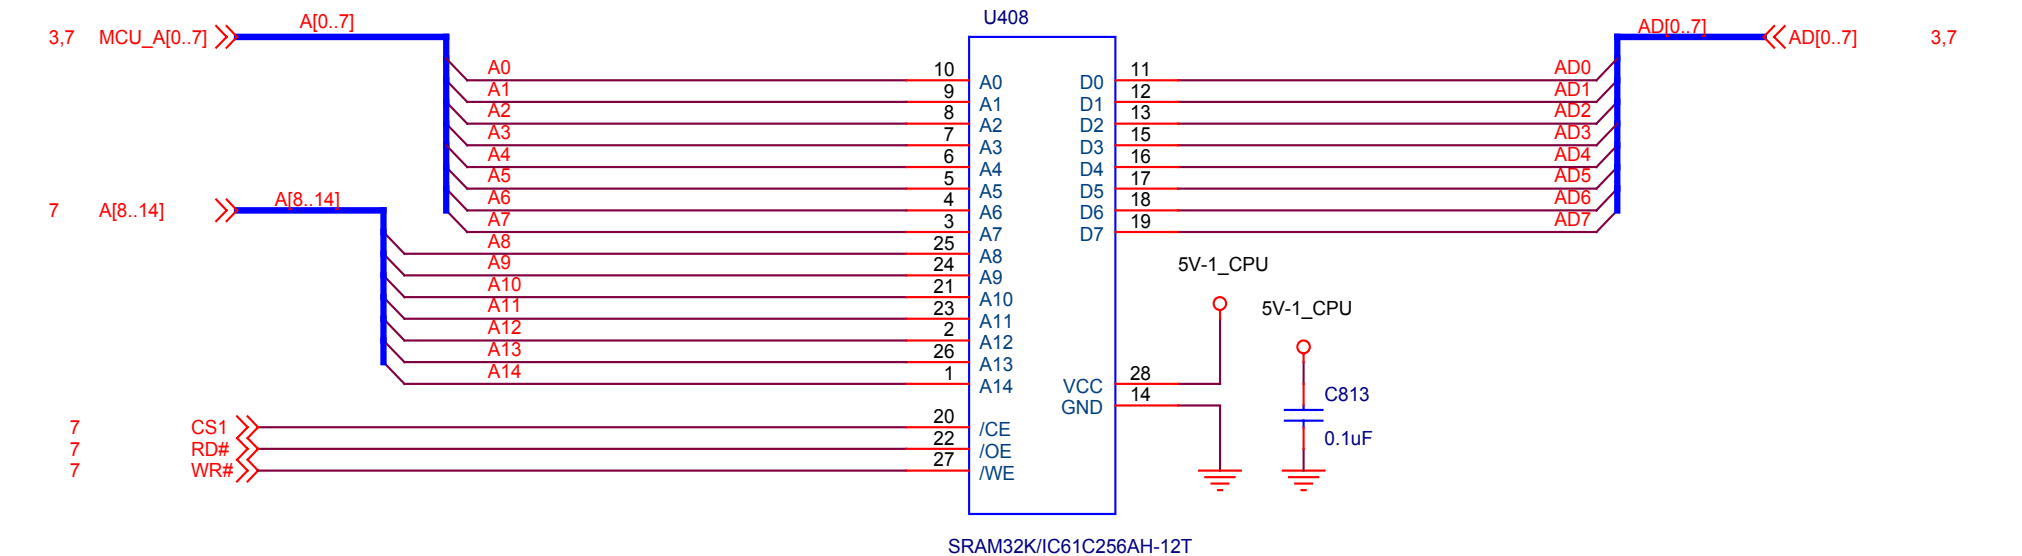 U408
3,7 MCU_A[0..7] A[0..7] AD[0..7] AD[0..7] 3,7
A0 10 A0 D0 11 AD0
A1 9 A1 D1 12 AD1
A2 8 A2 D2 13 AD2
A3 7 A3 D3 15 AD3
A4 6 A4 D4 16 AD4
A5 5 A5 D5 17 AD5
7 A[8..14] A[8..14] A6 4 A6 D6 18 AD6
A7 3 A7 D7 19 AD7
A8 25 A8
A9 24 A9 5V-1_CPU
A10 21 A10
A11 23 A11 5V-1_CPU
A12 2 A12
A13 26 A13
A14 1 A14 VCC 28
GND 14 C813
7 CS1 20 /CE
7 RD# 22 /OE 0.1uF
7 WR# 27 /WE
SRAM32K/IC61C256AH-12T